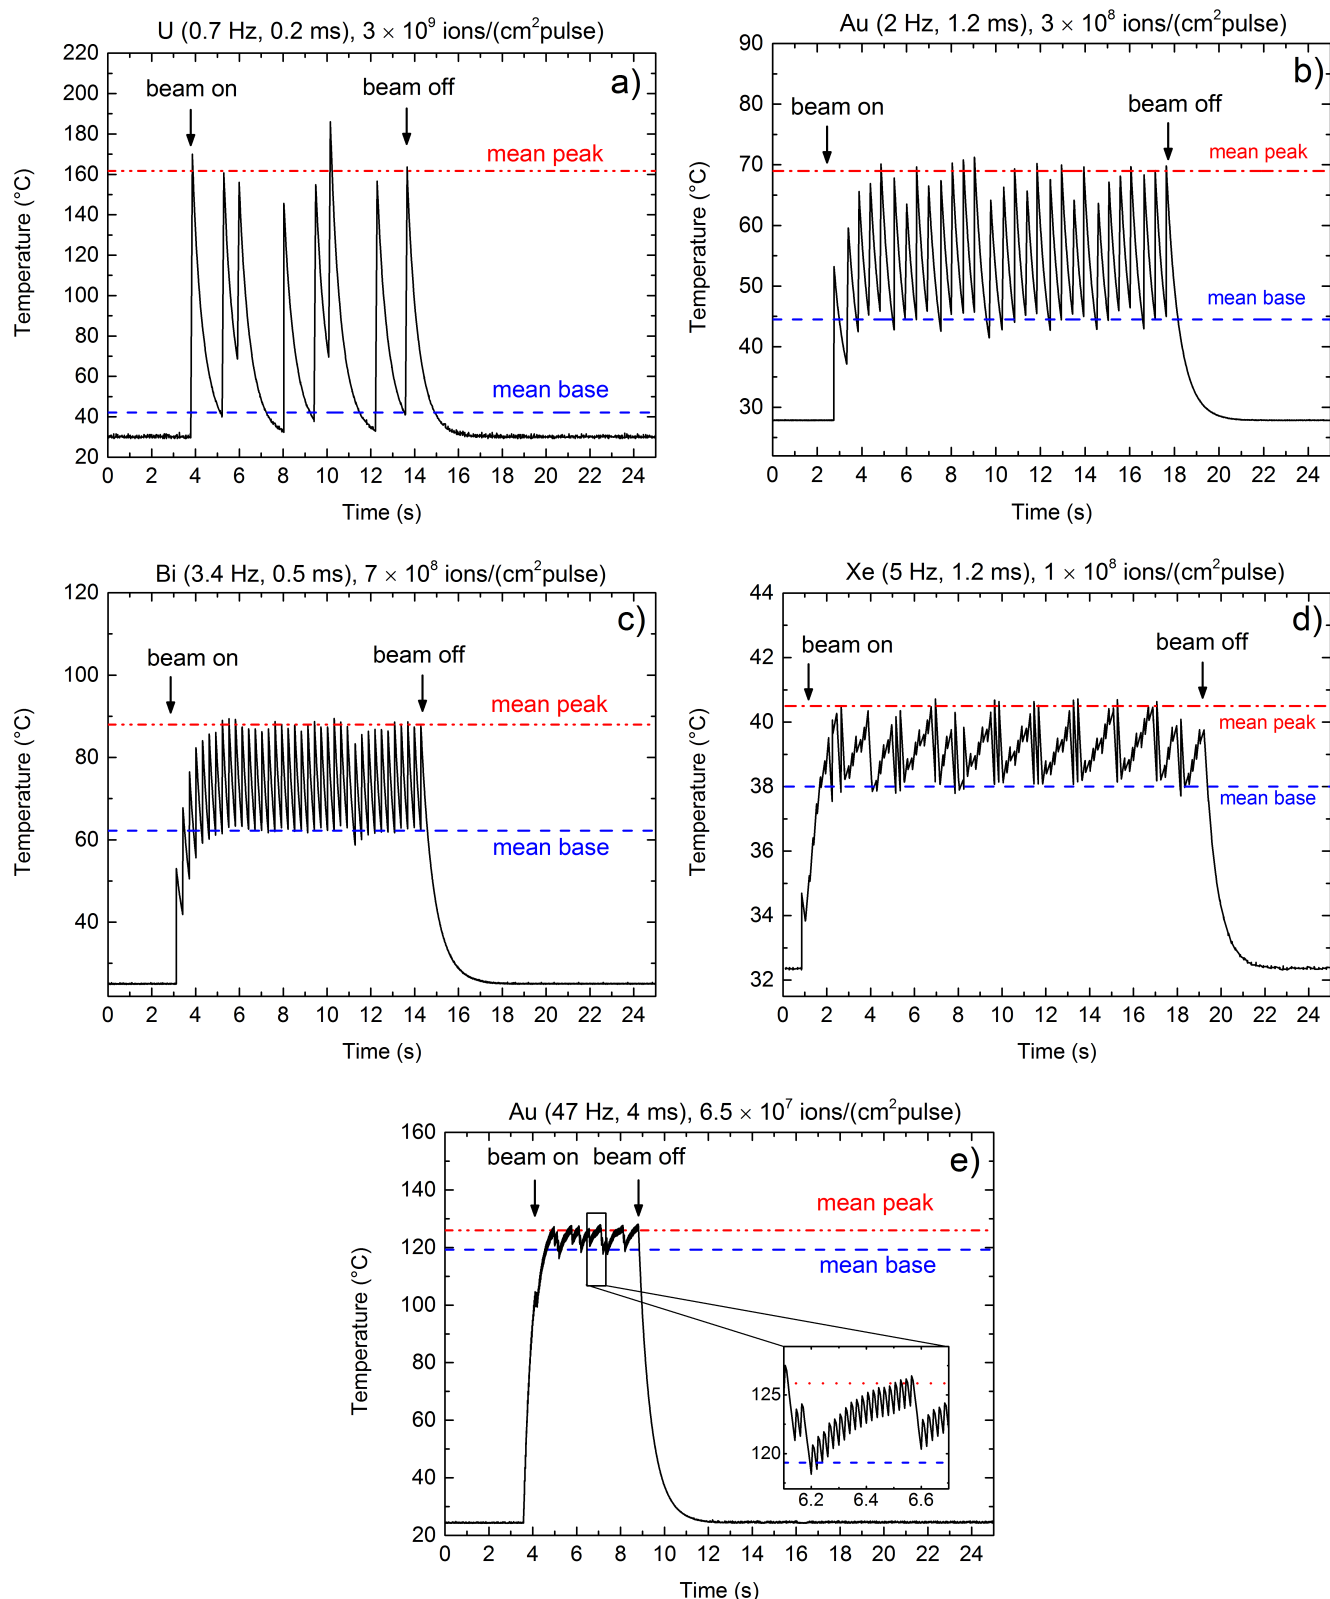 U (0.7 Hz, 0.2 ms), 3 × 10⁹ ions/(cm²pulse)
a)
beam on
beam off
mean peak
mean base
220
200
180
160
140
120
100
80
60
40
20
Temperature (°C)
0 2 4 6 8 10 12 14 16 18 20 22 24
Time (s)
Au (2 Hz, 1.2 ms), 3 × 10⁸ ions/(cm²pulse)
b)
beam on
beam off
mean peak
mean base
90
80
70
60
50
40
30
Temperature (°C)
0 2 4 6 8 10 12 14 16 18 20 22 24
Time (s)
Bi (3.4 Hz, 0.5 ms), 7 × 10⁸ ions/(cm²pulse)
c)
beam on
beam off
mean peak
mean base
120
100
80
60
40
Temperature (°C)
0 2 4 6 8 10 12 14 16 18 20 22 24
Time (s)
Xe (5 Hz, 1.2 ms), 1 × 10⁸ ions/(cm²pulse)
d)
beam on
beam off
mean peak
mean base
44
42
40
38
36
34
32
Temperature (°C)
0 2 4 6 8 10 12 14 16 18 20 22 24
Time (s)
Au (47 Hz, 4 ms), 6.5 × 10⁷ ions/(cm²pulse)
e)
beam on
beam off
mean peak
mean base
160
140
120
100
80
60
40
20
Temperature (°C)
125
120
6.2 6.4 6.6
0 2 4 6 8 10 12 14 16 18 20 22 24
Time (s)